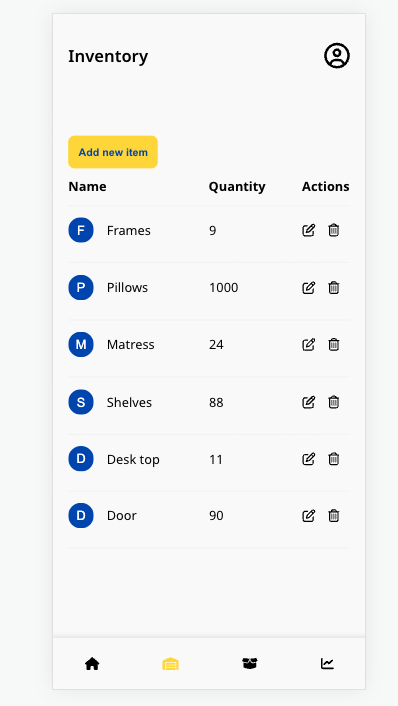 Inventory
Add new item
Name Quantity Actions
F Frames 9
P Pillows 1000
M Matress 24
S Shelves 88
D Desk top 11
D Door 90